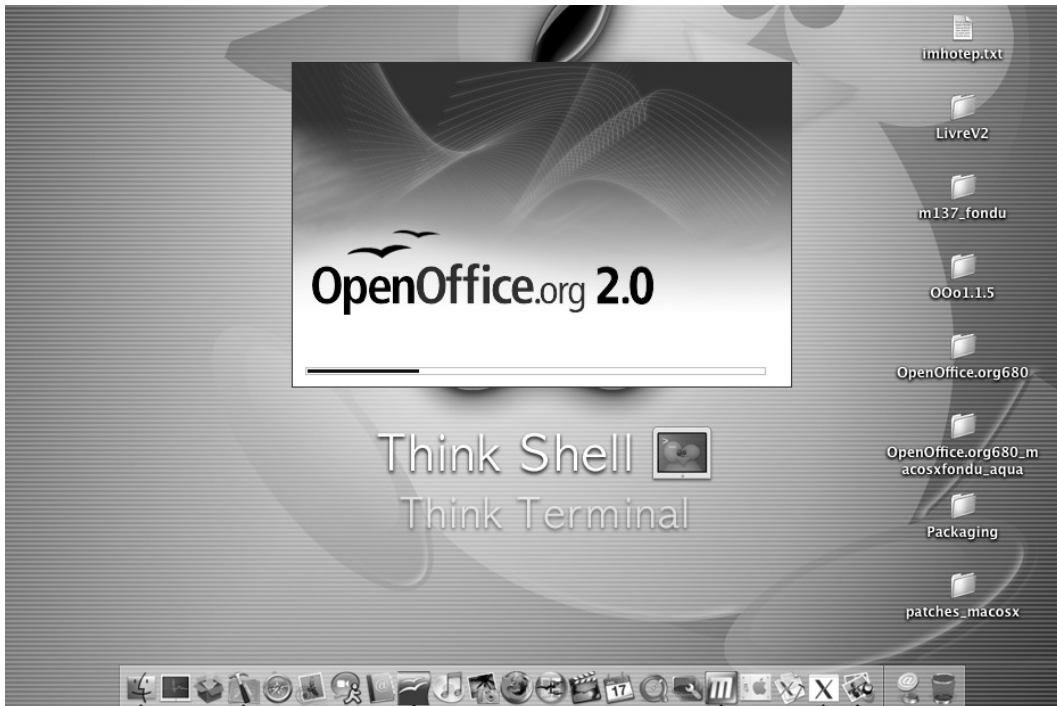 imhotep.txt
LivreV2
m137_fondu
OOo1.1.5
OpenOffice.org680
OpenOffice.org680_m
acosxfondu_aqua
Packaging
patches_macosx
OpenOffice.org 2.0
Think Shell
Think Terminal
17